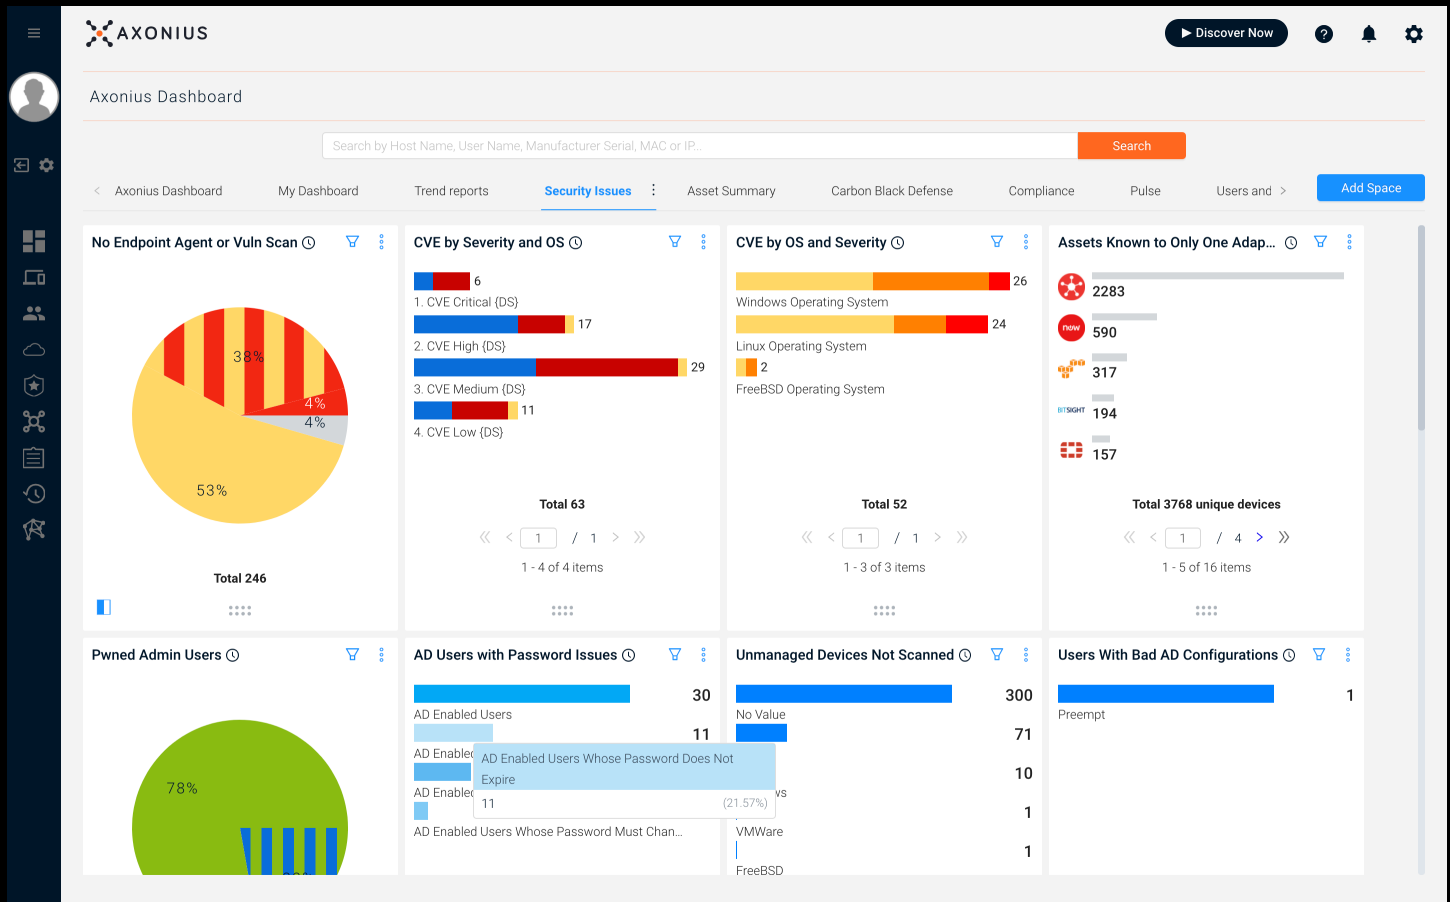 AXONIUS
Discover Now
Axonius Dashboard
Search by Host Name, User Name, Manufacturer Serial, MAC or IP...
Search
Axonius Dashboard
My Dashboard
Trend reports
Security Issues
Asset Summary
Carbon Black Defense
Compliance
Pulse
Users and
Add Space
No Endpoint Agent or Vuln Scan
38%
4%
4%
53%
Total 246
CVE by Severity and OS
6
1. CVE Critical {DS}
17
2. CVE High {DS}
29
3. CVE Medium {DS}
11
4. CVE Low {DS}
Total 63
1 / 1
1 - 4 of 4 items
CVE by OS and Severity
26
Windows Operating System
24
Linux Operating System
2
FreeBSD Operating System
Total 52
1 / 1
1 - 3 of 3 items
Assets Known to Only One Adap...
2283
now
590
317
BITSIGHT
194
157
Total 3768 unique devices
1 / 4
1 - 5 of 16 items
Pwned Admin Users
78%
AD Users with Password Issues
30
AD Enabled Users
11
AD Enabled Users Whose Password Does Not
Expire
11 (21.57%)
AD Enabled Users Whose Password Must Chan...
Unmanaged Devices Not Scanned
300
No Value
71
10
1
VMWare
1
FreeBSD
Users With Bad AD Configurations
1
Preempt